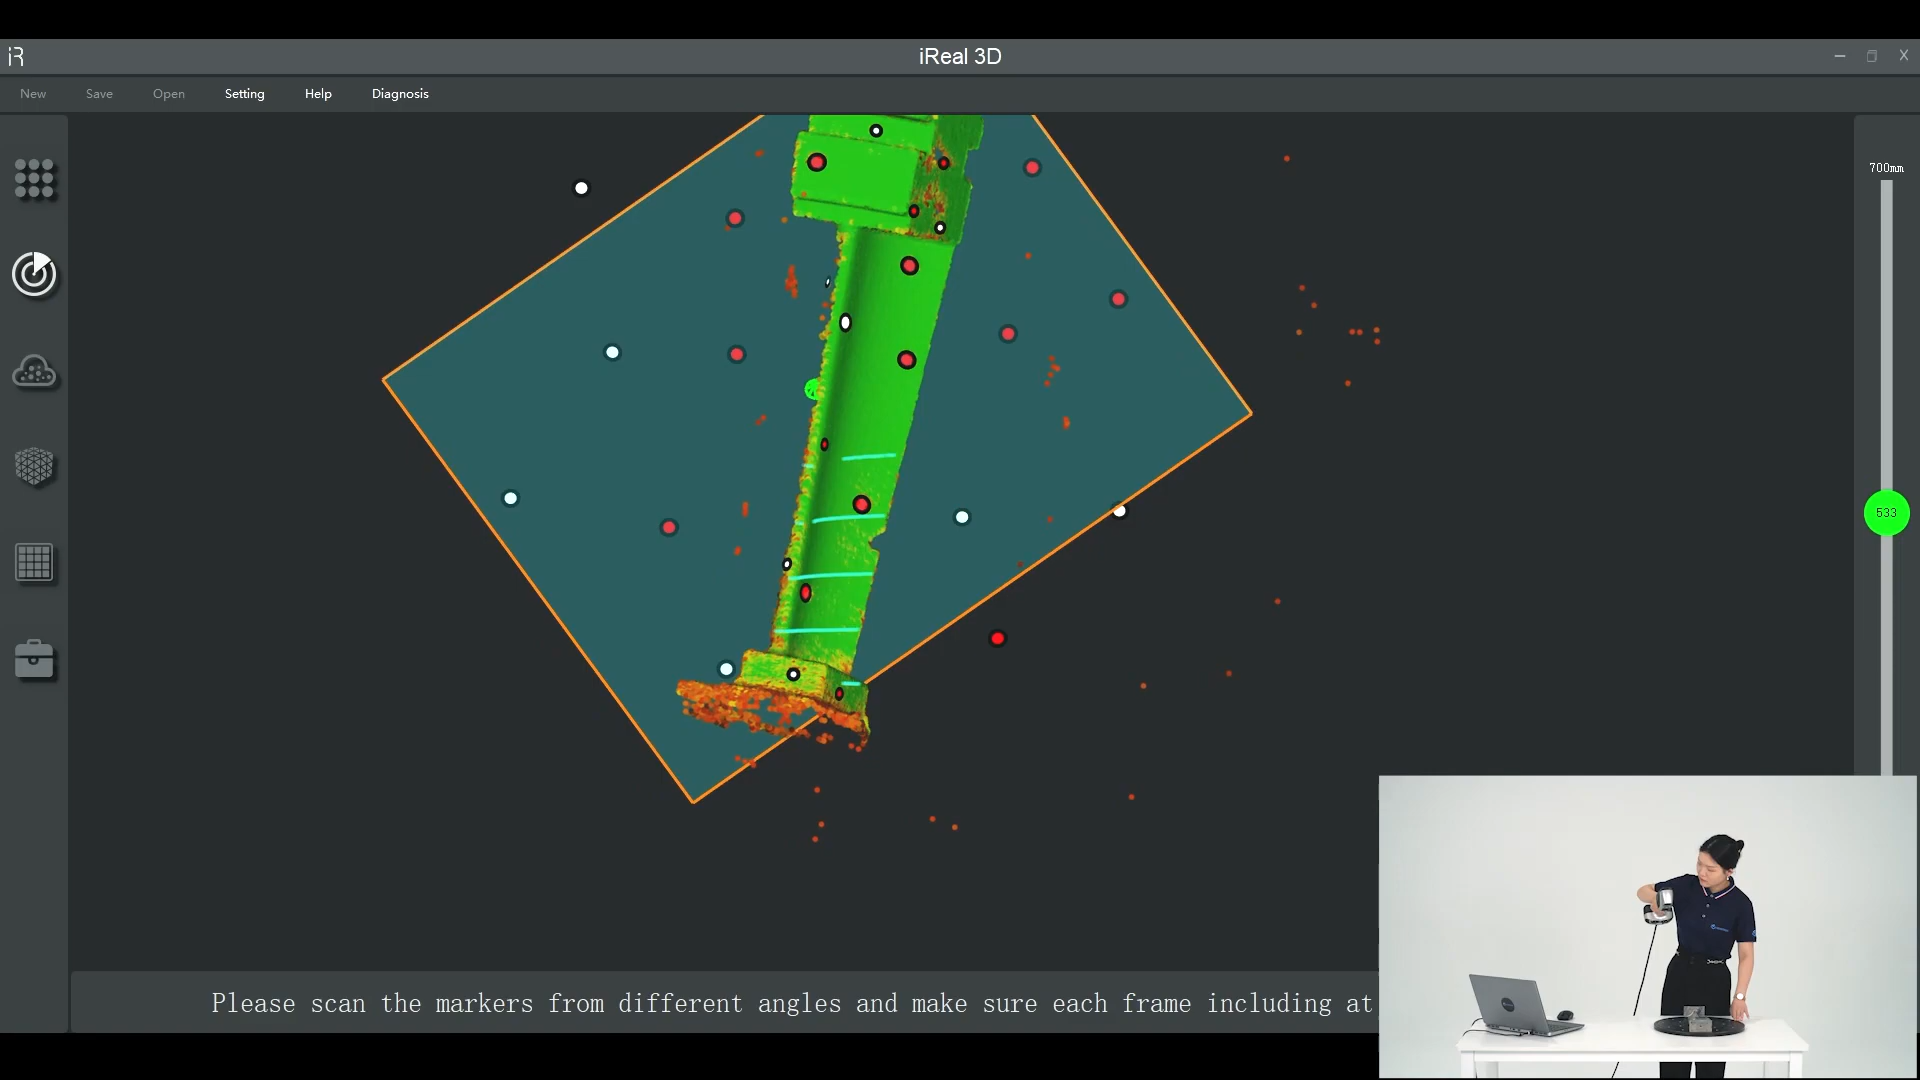 iR
iReal 3D
New Save Open Setting Help Diagnosis
700mm
533
Please scan the markers from different angles and make sure each frame including at